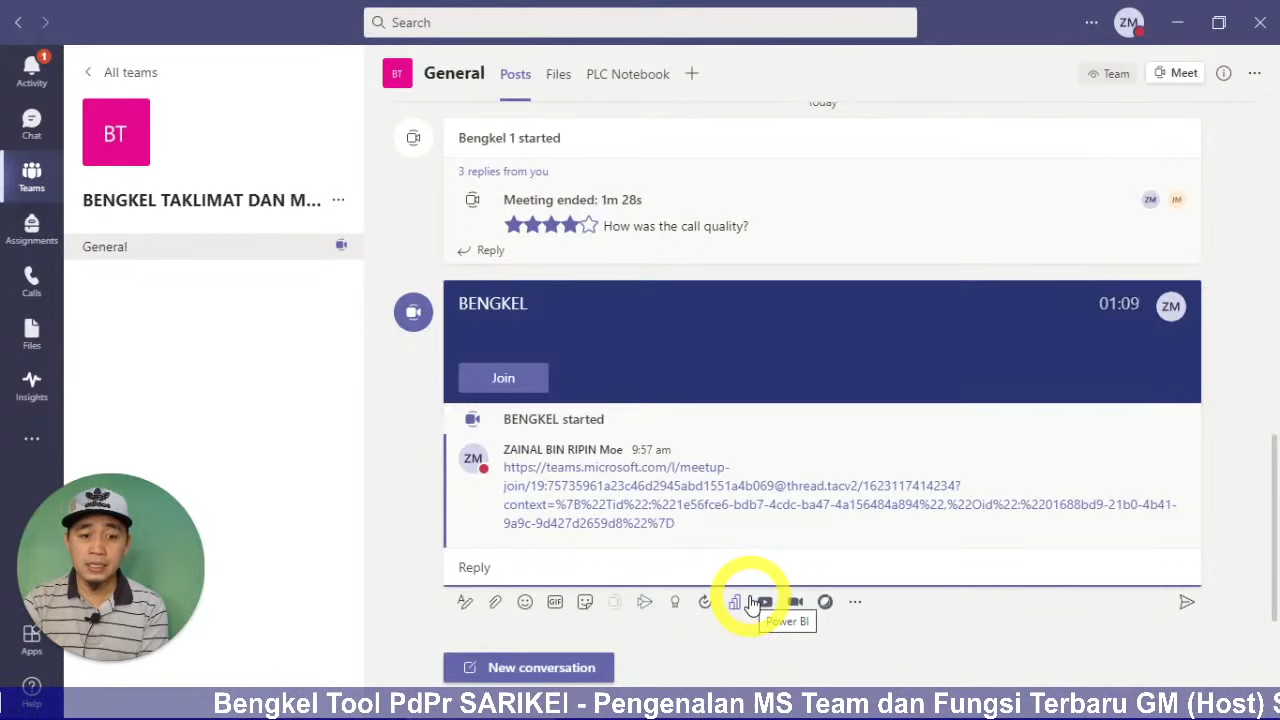 Search
ZM
1
Activity
Chat
Teams
Assignments
Calls
Files
Insights
Apps
Help
All teams
BT
BENGKEL TAKLIMAT DAN M...
General
BT
General
Posts
Files
PLC Notebook
Team
Meet
Today
Bengkel 1 started
3 replies from you
Meeting ended: 1m 28s
ZM
JM
How was the call quality?
Reply
BENGKEL
01:09
ZM
Join
BENGKEL started
ZM
ZAINAL BIN RIPIN Moe
9:57 am
https://teams.microsoft.com/l/meetup-
join/19:75735961a23c46d2945abd1551a4b069@thread.tacv2/1623117414234?
context=%7B%22Tid%22:%221e56fce6-bdb7-4cdc-ba47-4a156484a894%22,%22Oid%22:%2201688bd9-21b0-4b41-
9a9c-9d427d2659d8%22%7D
Reply
GIF
Power BI
New conversation
adidas
Bengkel Tool PdPr SARIKEI - Pengenalan MS Team dan Fungsi Terbaru GM (Host) S